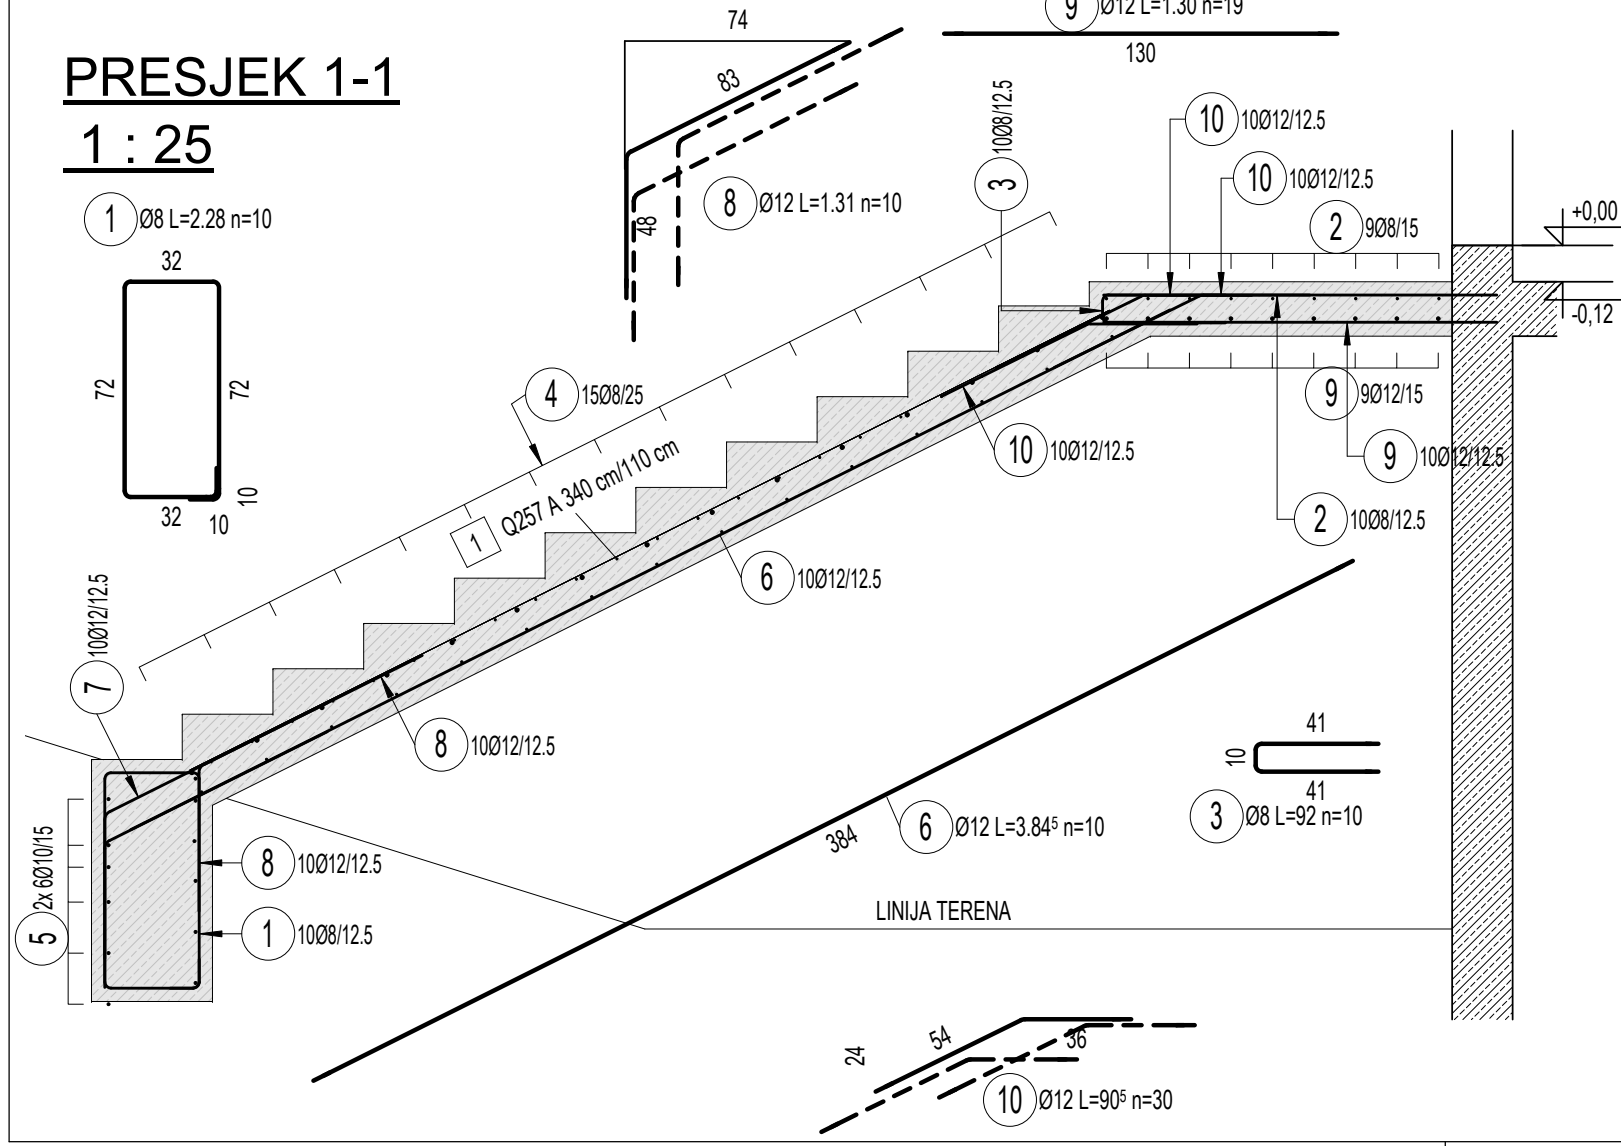 PRESJEK 1-1
1 : 25
74
83
48
8 Ø12 L=1.31 n=10
9 Ø12 L=1.30 n=19
130
1 Ø8 L=2.28 n=10
32
72
72
32
10
10
3 10Ø8/12.5
10 10Ø12/12.5
10 10Ø12/12.5
2 9Ø8/15
+0,00
-0,12
4 15Ø8/25
1 Q257 A 340 cm/110 cm
9 9Ø12/15
10 10Ø12/12.5
9 10Ø12/12.5
2 10Ø8/12.5
6 10Ø12/12.5
7 10Ø12/12.5
8 10Ø12/12.5
41
10
41
3 Ø8 L=92 n=10
384
6 Ø12 L=3.84⁵ n=10
5 2x 6Ø10/15
8 10Ø12/12.5
1 10Ø8/12.5
LINIJA TERENA
24
54
36
10 Ø12 L=90⁵ n=30